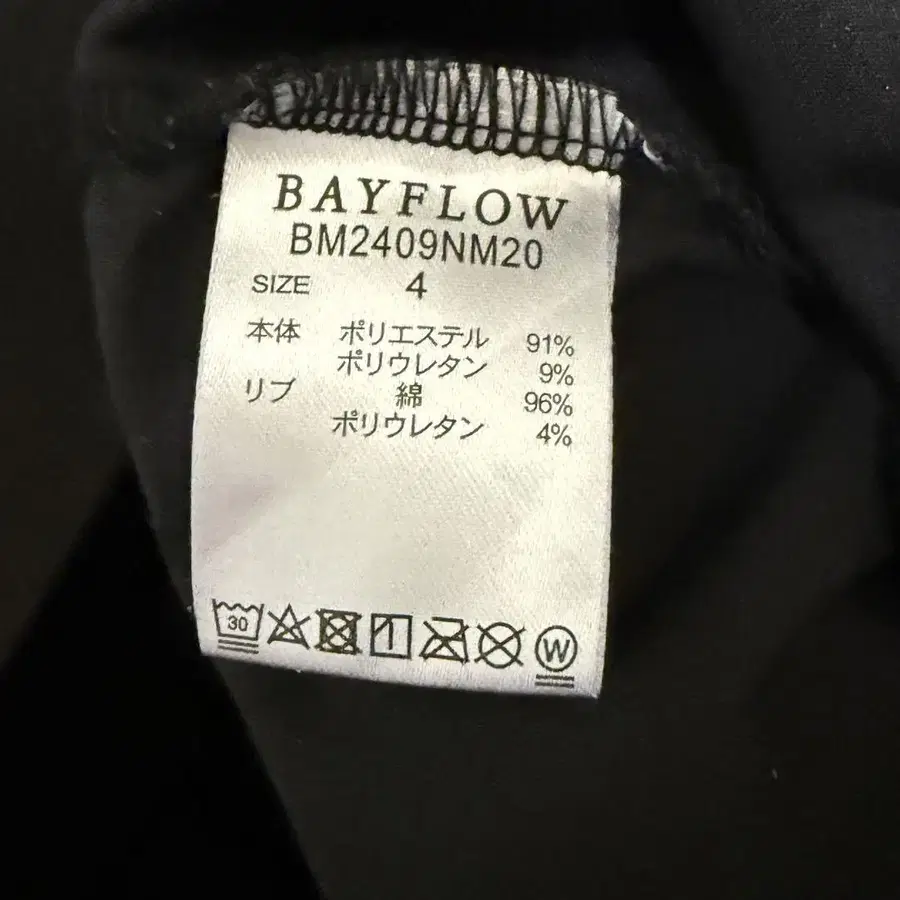 BAYFLOW
BM2409NM20
SIZE 4
本体 ポリエステル 91%
ポリウレタン 9%
リブ 綿 96%
ポリウレタン 4%
30 W